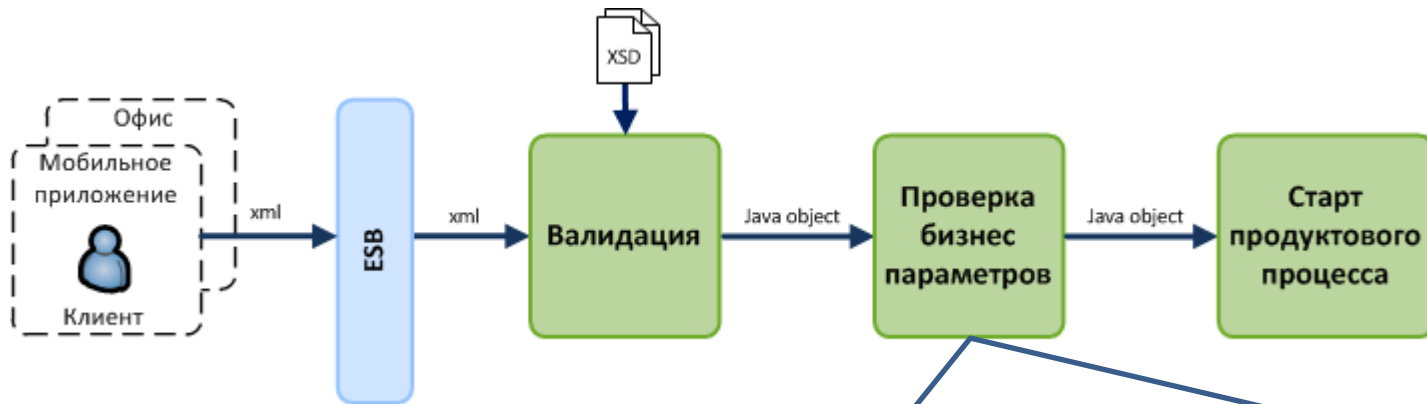 XSD
Офис
Мобильное
приложение
Клиент
xml
ESB
xml
Валидация
Java object
Проверка
бизнес
параметров
Java object
Старт
продуктового
процесса